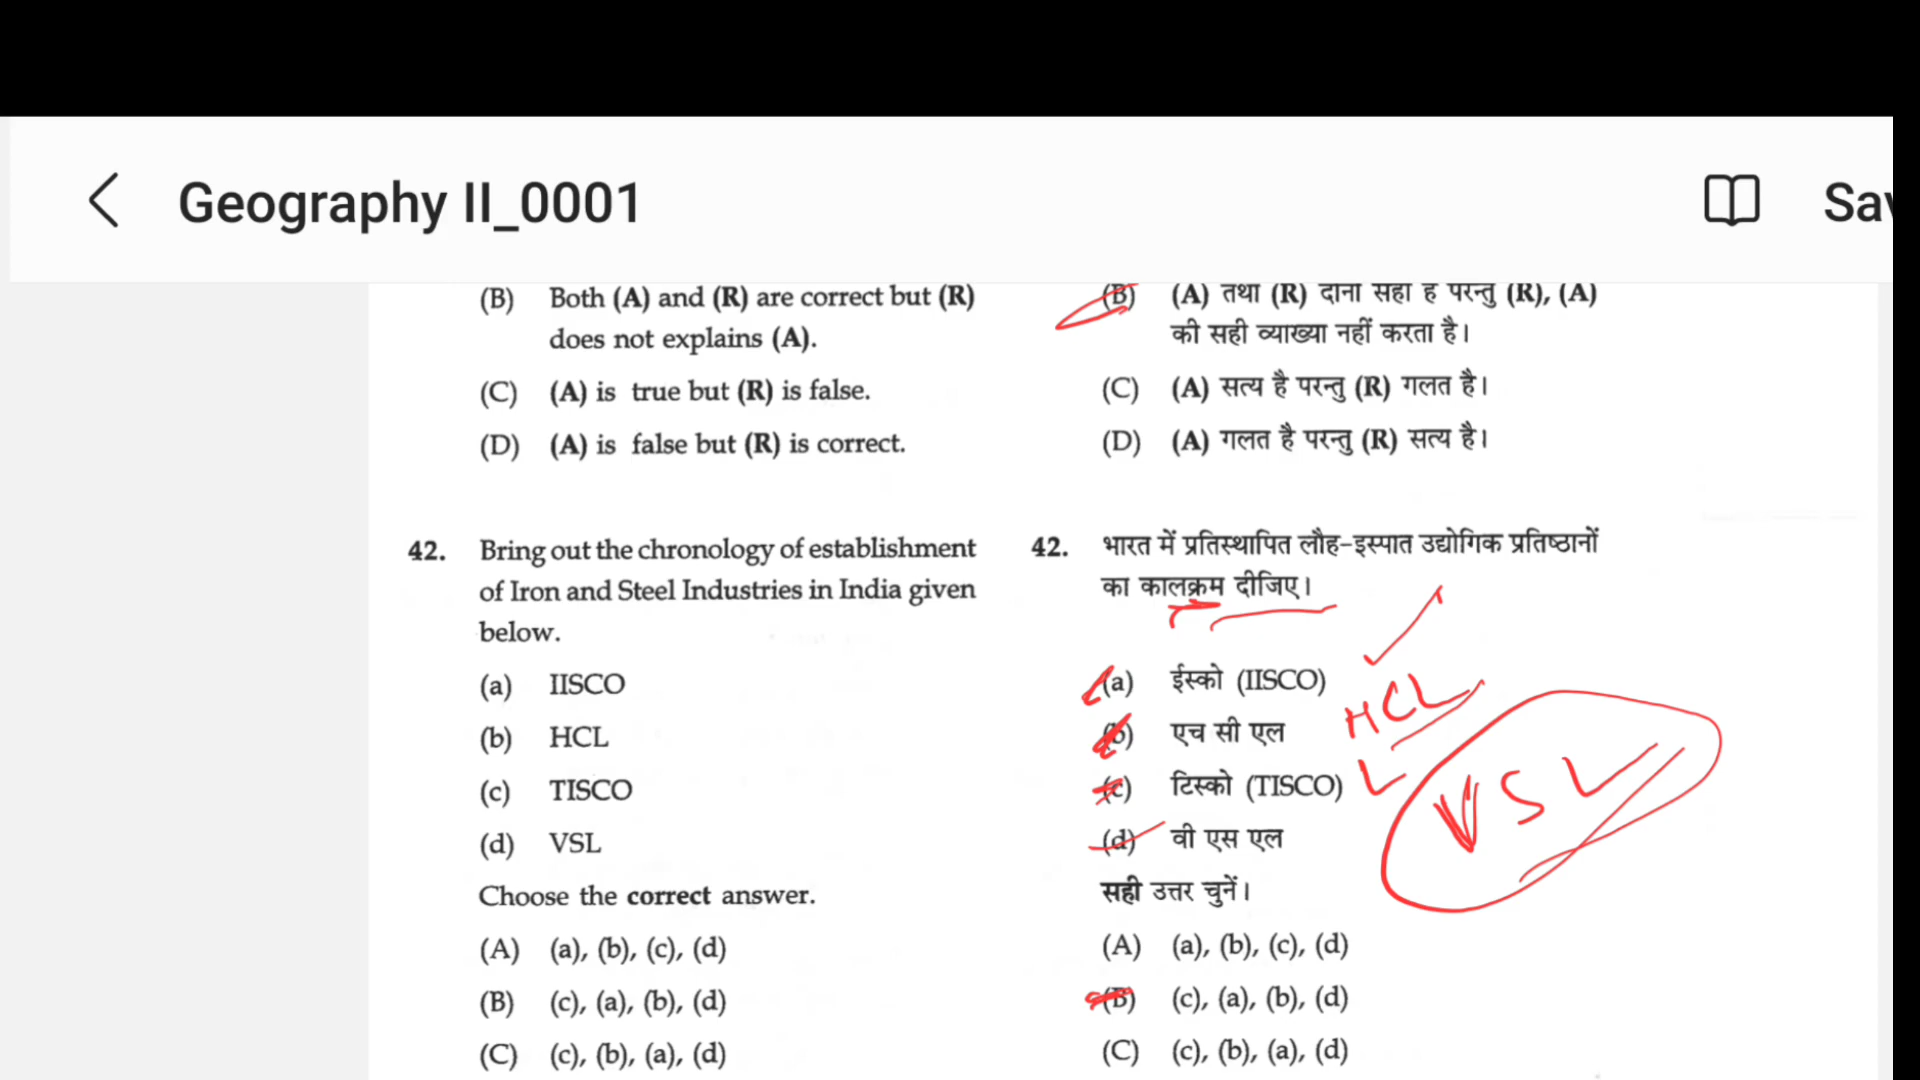 Geography II_0001
Sav
(B) Both (A) and (R) are correct but (R)
does not explains (A).
(C) (A) is true but (R) is false.
(D) (A) is false but (R) is correct.
42. Bring out the chronology of establishment
of Iron and Steel Industries in India given
below.
(a) IISCO
(b) HCL
(c) TISCO
(d) VSL
Choose the correct answer.
(A) (a), (b), (c), (d)
(B) (c), (a), (b), (d)
(C) (c), (b), (a), (d)
(B) (A) तथा (R) दोनों सही हैं परन्तु (R), (A)
की सही व्याख्या नहीं करता है।
(C) (A) सत्य है परन्तु (R) गलत है।
(D) (A) गलत है परन्तु (R) सत्य है।
42. भारत में प्रतिस्थापित लौह-इस्पात उद्योगिक प्रतिष्ठानों
का कालक्रम दीजिए।
(a) ईस्को (IISCO)
(b) एच सी एल
(c) टिस्को (TISCO)
(d) वी एस एल
सही उत्तर चुनें।
(A) (a), (b), (c), (d)
(B) (c), (a), (b), (d)
(C) (c), (b), (a), (d)
HCL
VSL